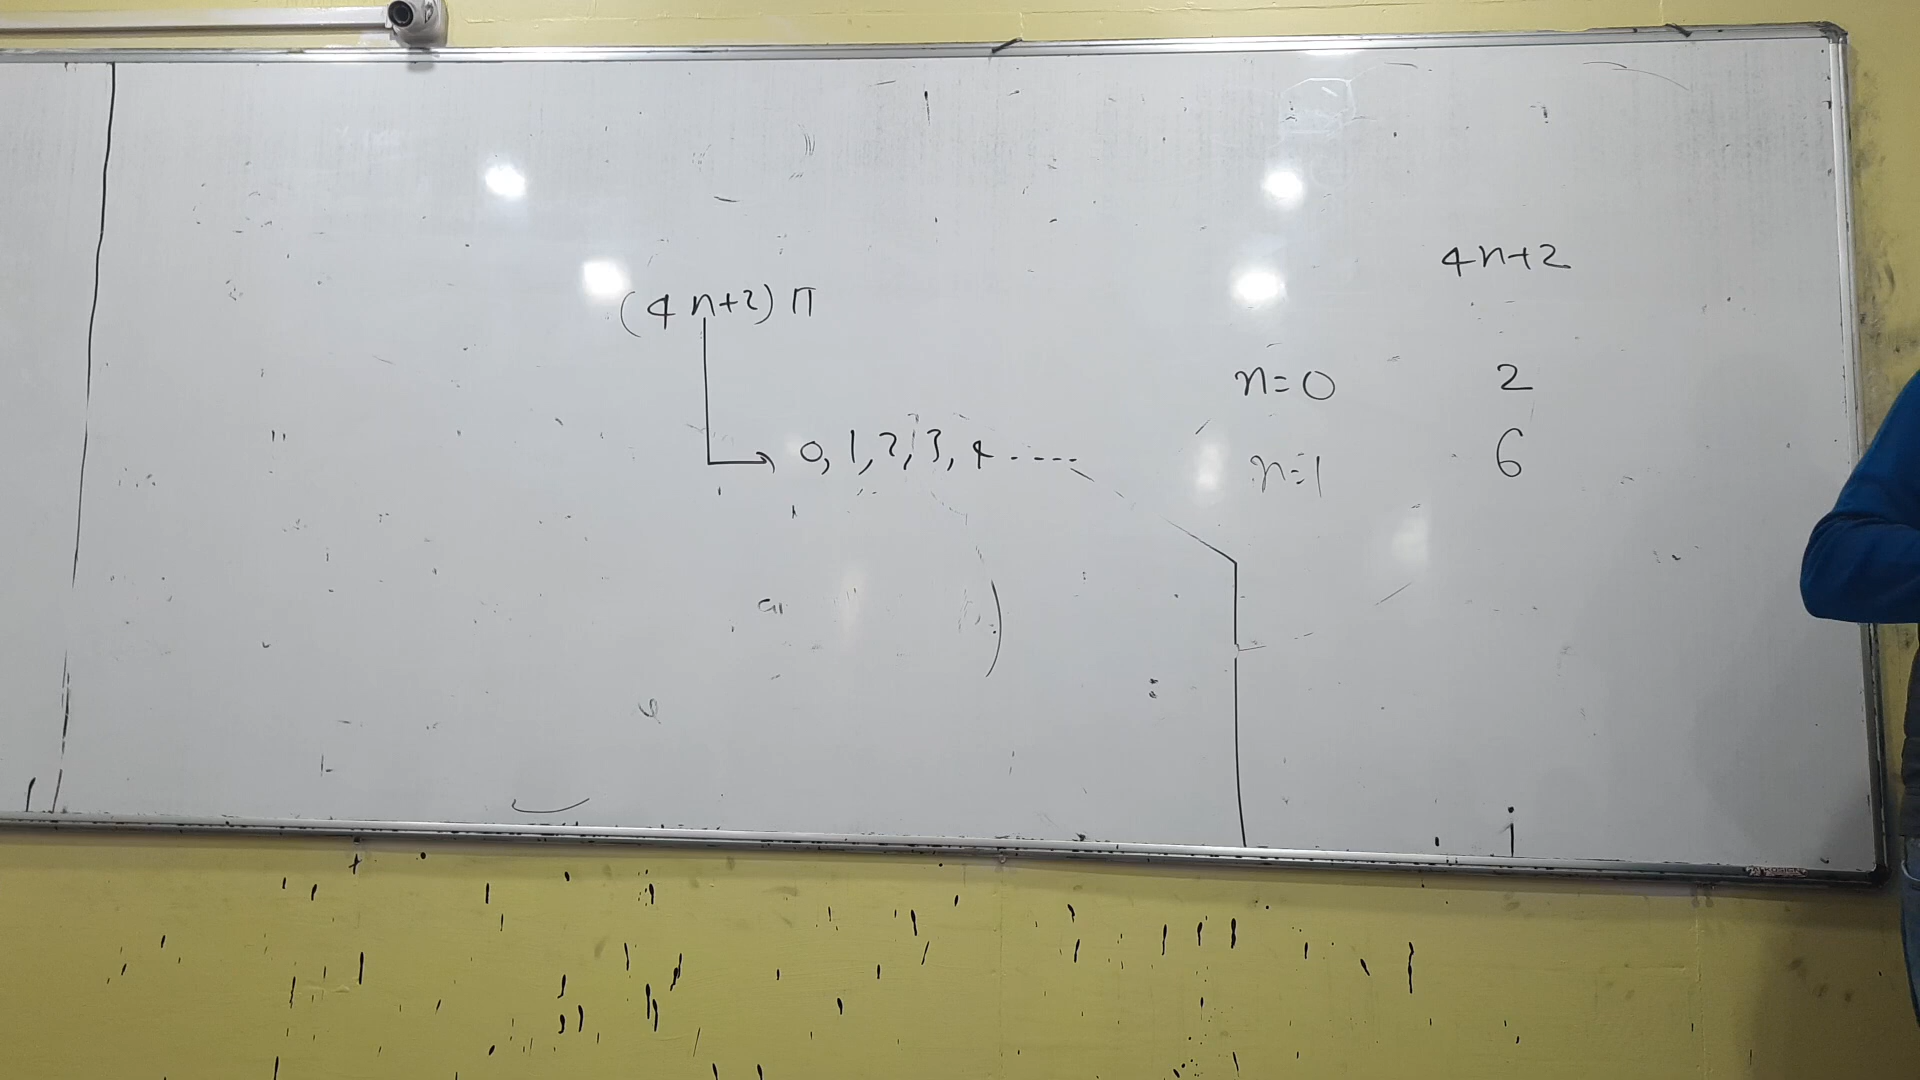 (4n+2) π
0, 1, 2, 3, 4 -----
4n+2
n=0 2
n=1 6